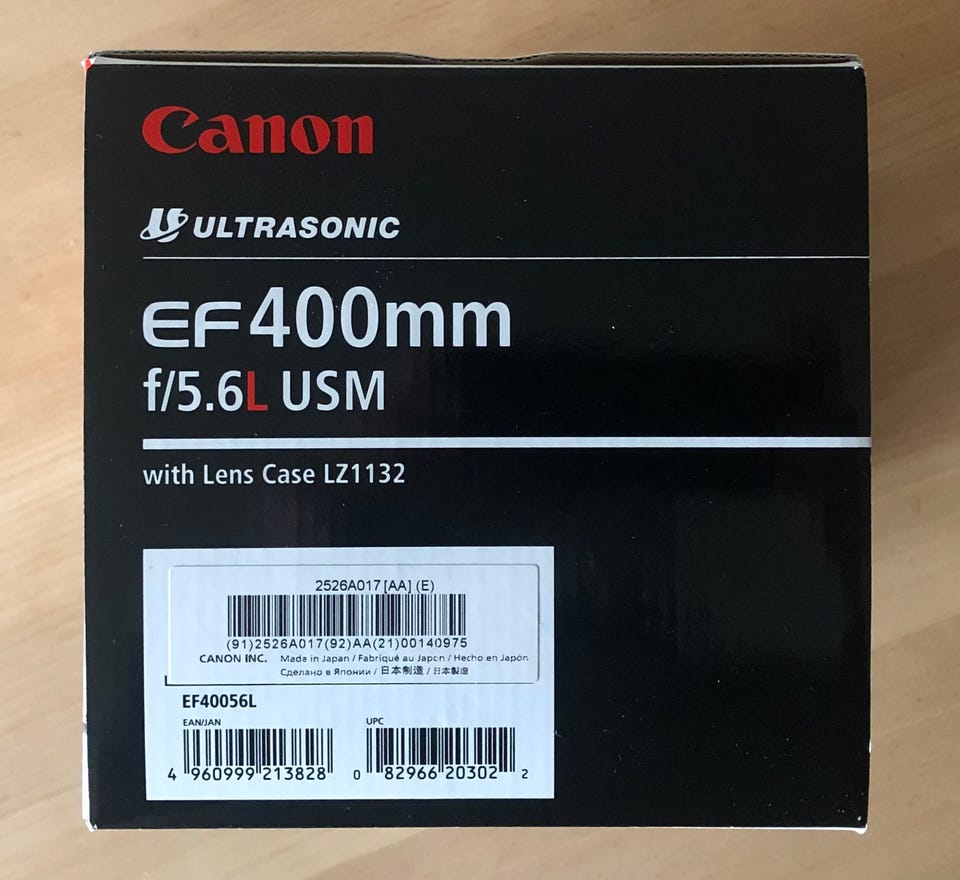 Canon
ULTRASONIC
EF400mm
f/5.6L USM
with Lens Case LZ1132
2526A017 [AA] (E)
(91)2526A017(92)AA(21)00140975
CANON INC. Made in Japan / Fabriqué au Japon / Hecho en Japón
Сделано в Японии / 日本制造 / 日本製造
EF40056L
EAN/JAN UPC
4 960999 213828 0 82966 20302 2